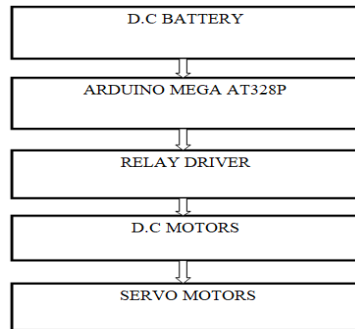 D.C BATTERY
ARDUINO MEGA AT328P
RELAY DRIVER
D.C MOTORS
SERVO MOTORS